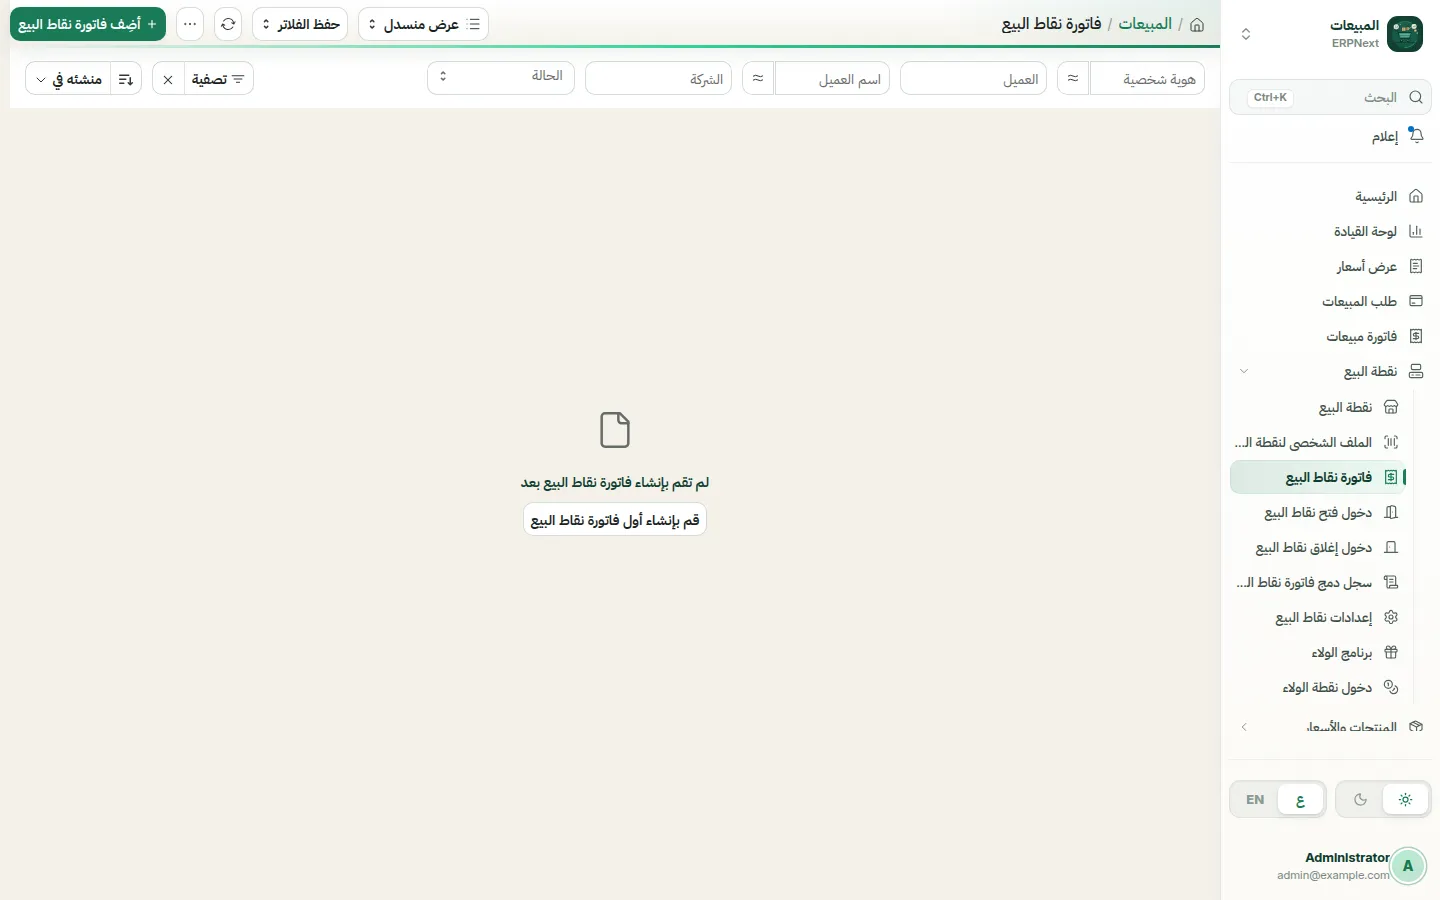 المبيعات
ERPNext
البحث
Ctrl+K
إعلام
الرئيسية
لوحة القيادة
عرض أسعار
طلب المبيعات
فاتورة مبيعات
نقطة البيع
نقطة البيع
الملف الشخصي لنقطة الـ...
فاتورة نقاط البيع
دخول فتح نقاط البيع
دخول إغلاق نقاط البيع
سجل دمج فاتورة نقاط الـ...
إعدادات نقاط البيع
برنامج الولاء
دخول نقطة الولاء
المنتجات والأسعار
ع EN
Administrator
A
admin@example.com
المبيعات / فاتورة نقاط البيع
عرض منسدل
حفظ الفلاتر
...
+ أضِف فاتورة نقاط البيع
هوية شخصية ≈ العميل اسم العميل ≈ الشركة الحالة
تصفية × منشئه في
لم تقم بإنشاء فاتورة نقاط البيع بعد
قم بإنشاء أول فاتورة نقاط البيع